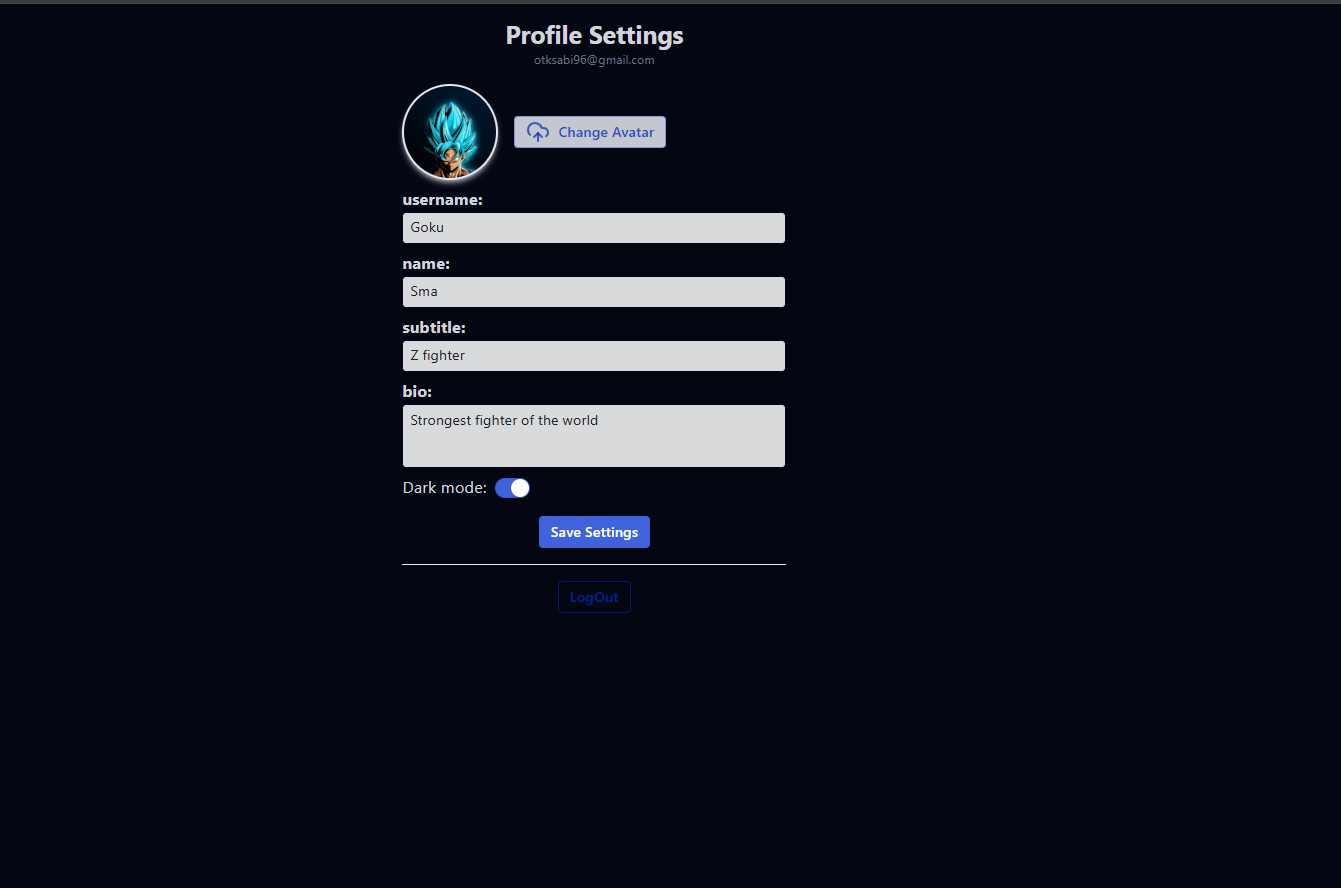 Profile Settings
otksabi96@gmail.com
Change Avatar
username:
Goku
name:
Sma
subtitle:
Z fighter
bio:
Strongest fighter of the world
Dark mode:
Save Settings
LogOut